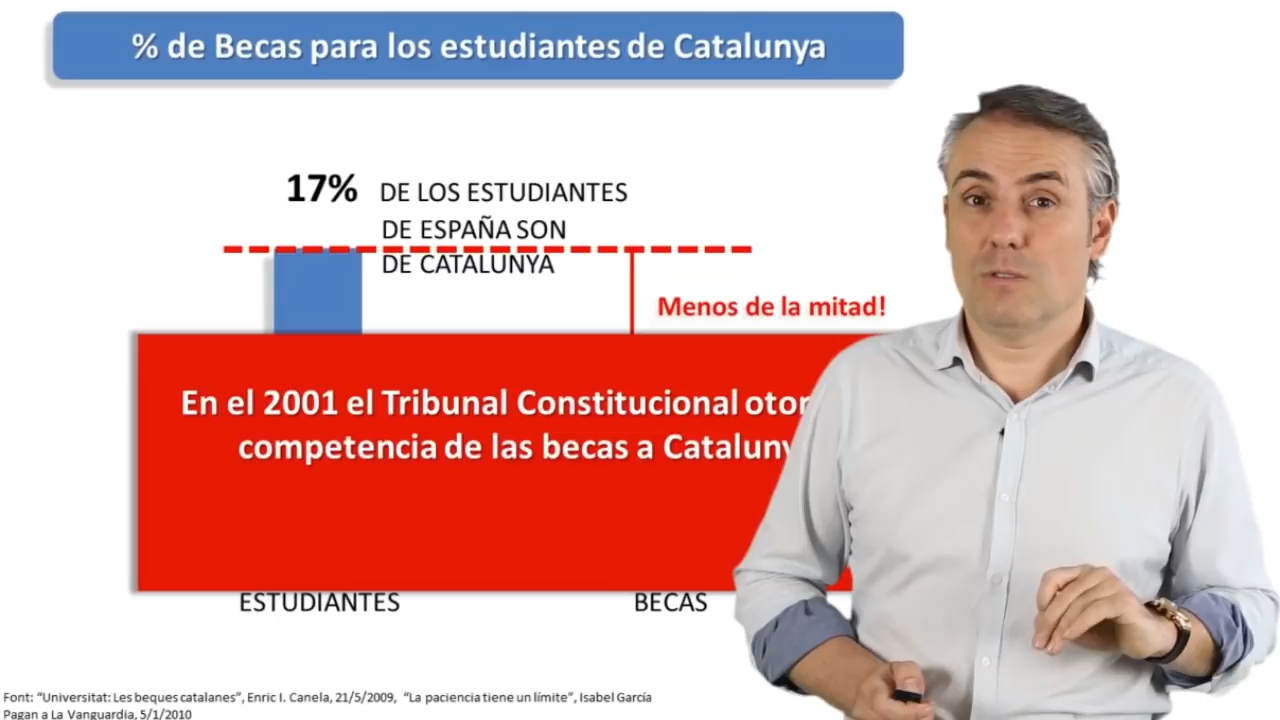 % de Becas para los estudiantes de Catalunya
17% DE LOS ESTUDIANTES
DE ESPAÑA SON
DE CATALUNYA
Menos de la mitad!
En el 2001 el Tribunal Constitucional
competencia de las becas a
ESTUDIANTES
BECAS
Font: “Universitat: Les beques catalanes”, Enric I. Canela, 21/5/2009, “La paciencia tiene un límite”, Isabel García
Pagan a La Vanguardia, 5/1/2010